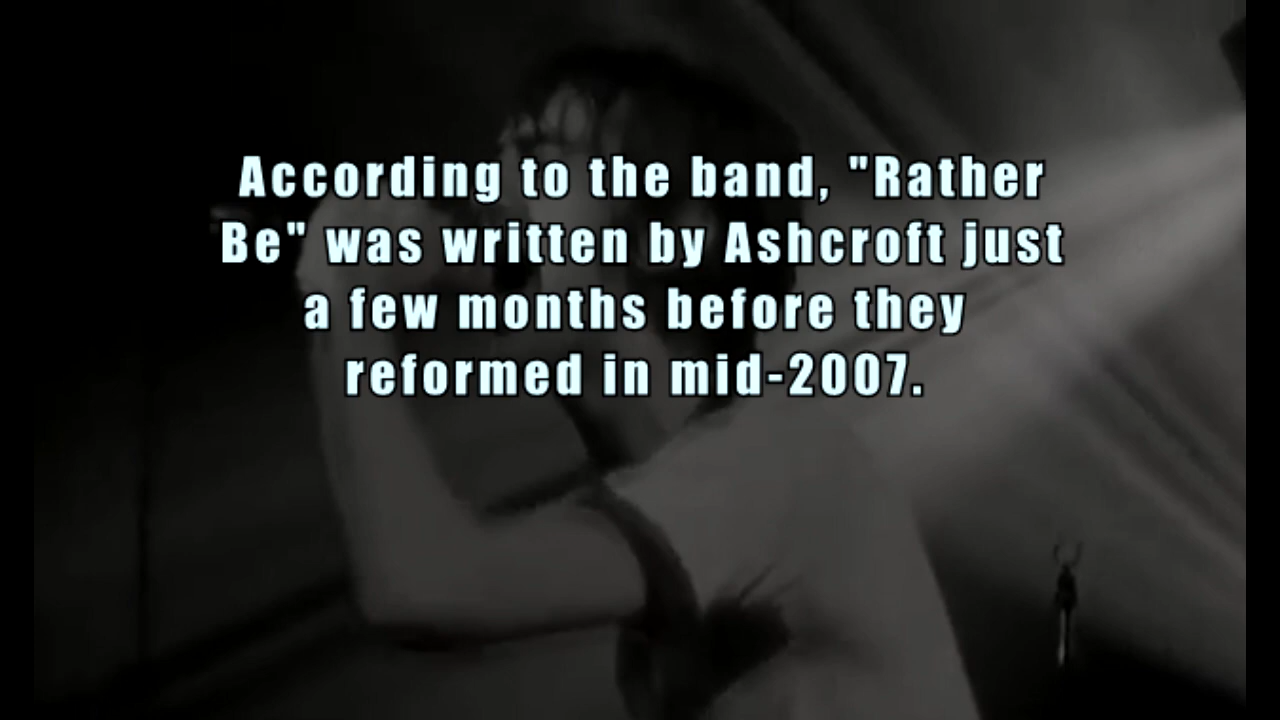 According to the band, "Rather
Be" was written by Ashcroft just
a few months before they
reformed in mid-2007.